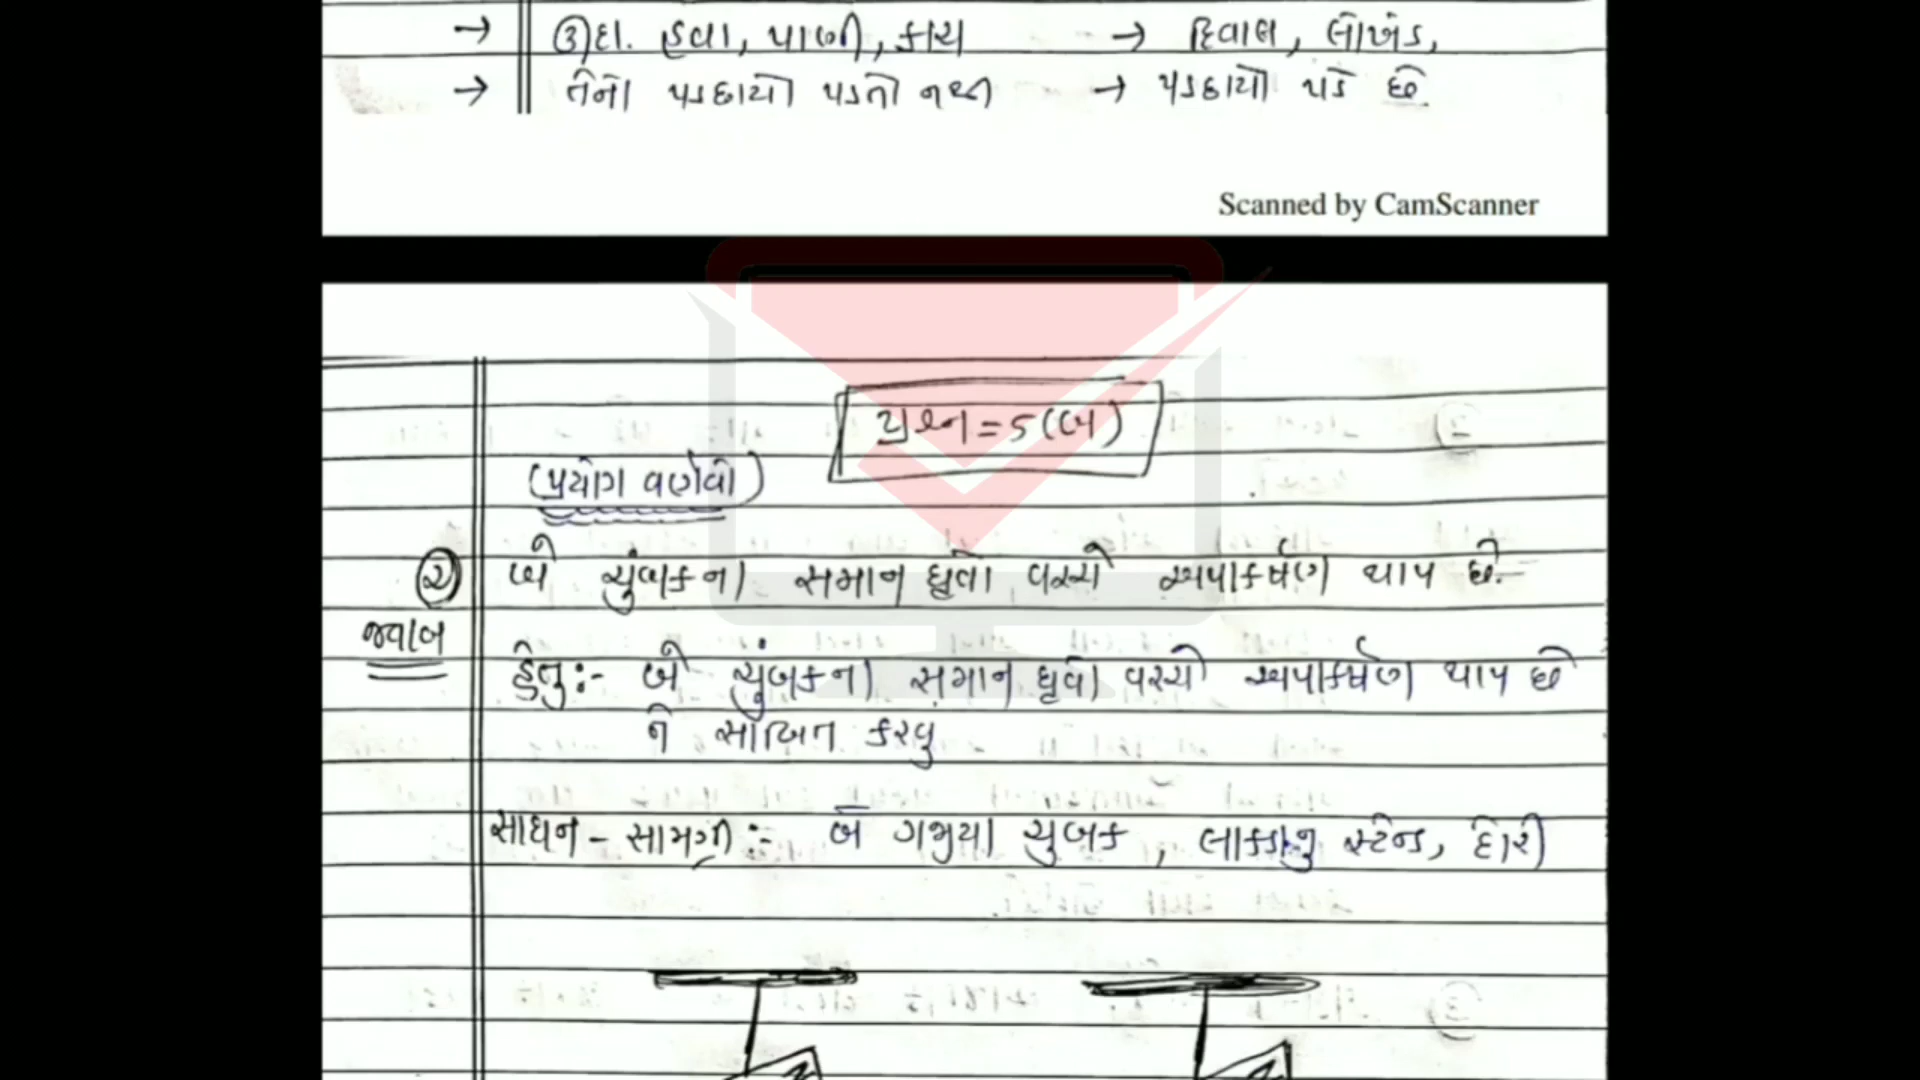 → ③ દા. હવા, પાણી, કાચ → દિવાલ, લોખંડ,
→ તેનો પડછાયો પડતો નથી → પડછાયો પડે છે.
Scanned by CamScanner
પ્રશ્ન = 5 (બ)
(પ્રયોગ વર્ણવો)
② બે ચુંબકના સમાન ધ્રુવો વચ્ચે અપાકર્ષણ થાય છે.
જવાબ
હેતુ :- બે ચુંબકના સમાન ધ્રુવો વચ્ચે અપાકર્ષણ થાય છે
તે સાબિત કરવુ
સાધન - સામગ્રી :- બે ગજીયા ચુબક, લાકડાનુ સ્ટેન્ડ, દોરી